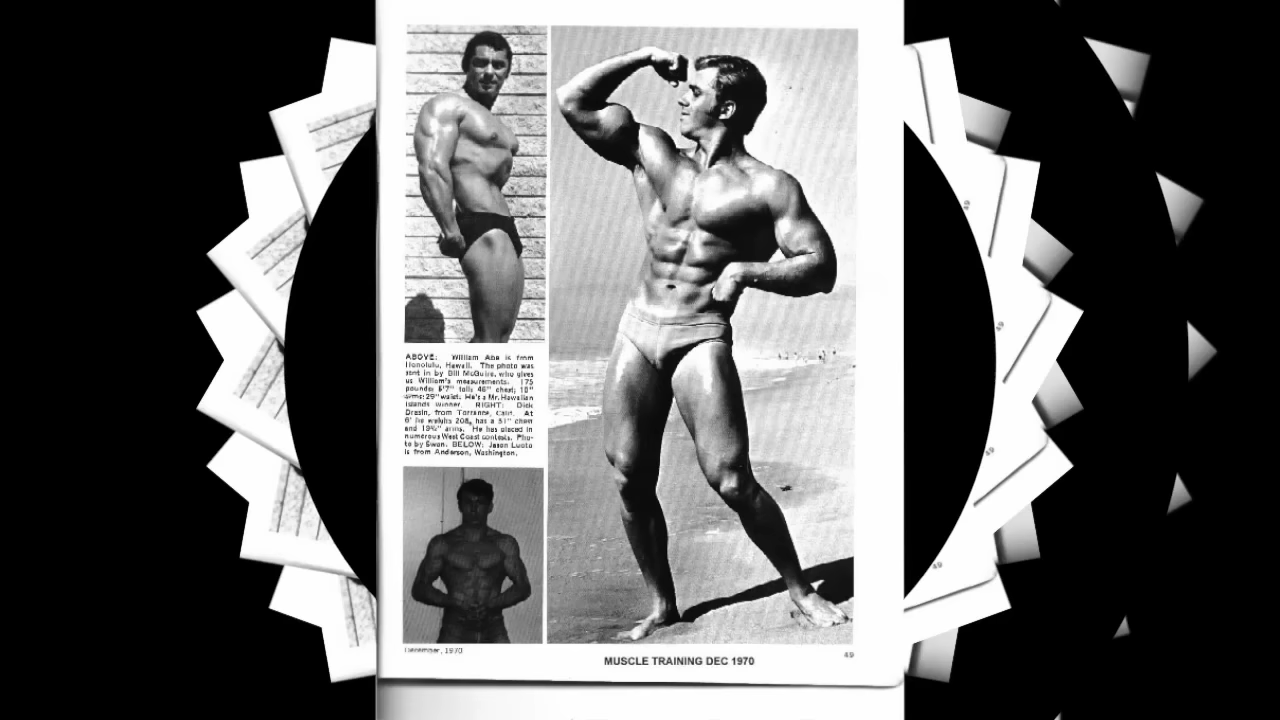 ABOVE: William Abe is from
Honolulu, Hawaii. The photo was
sent in by Bill McGuire, who gives
us William's measurements. 175
pounds; 5'7" tall; 46" chest; 18"
arms; 29" waist. He's a Mr. Hawaiian
Islands winner. RIGHT: Dick
from Torrance, Calif. At
6' he weighs 208, has a 51" chest
and 19½" arms. He has placed in
numerous West Coast contests. Pho-
to by Swan. BELOW: Jason
is from Anderson, Washington.
December, 1970
MUSCLE TRAINING DEC 1970
49
49
49
49
49